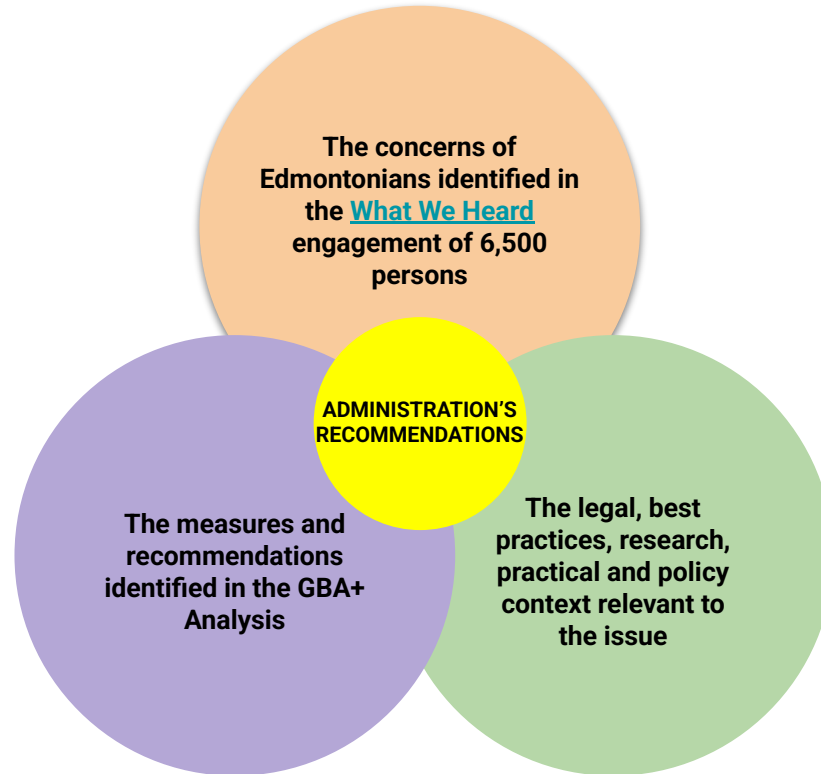 The concerns of
Edmontonians identified in
the What We Heard
engagement of 6,500
persons
ADMINISTRATION'S
RECOMMENDATIONS
The measures and
recommendations
identified in the GBA+
Analysis
The legal, best
practices, research,
practical and policy
context relevant to
the issue